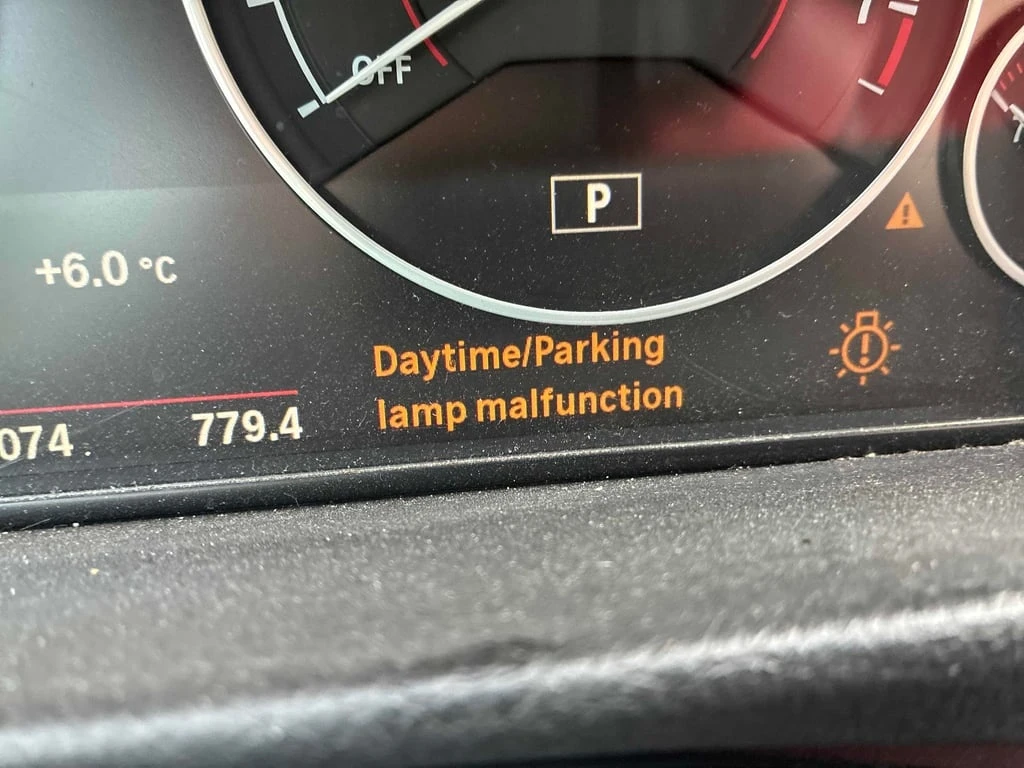 OFF
P
+6.0 °C
Daytime/Parking
lamp malfunction
074 779.4